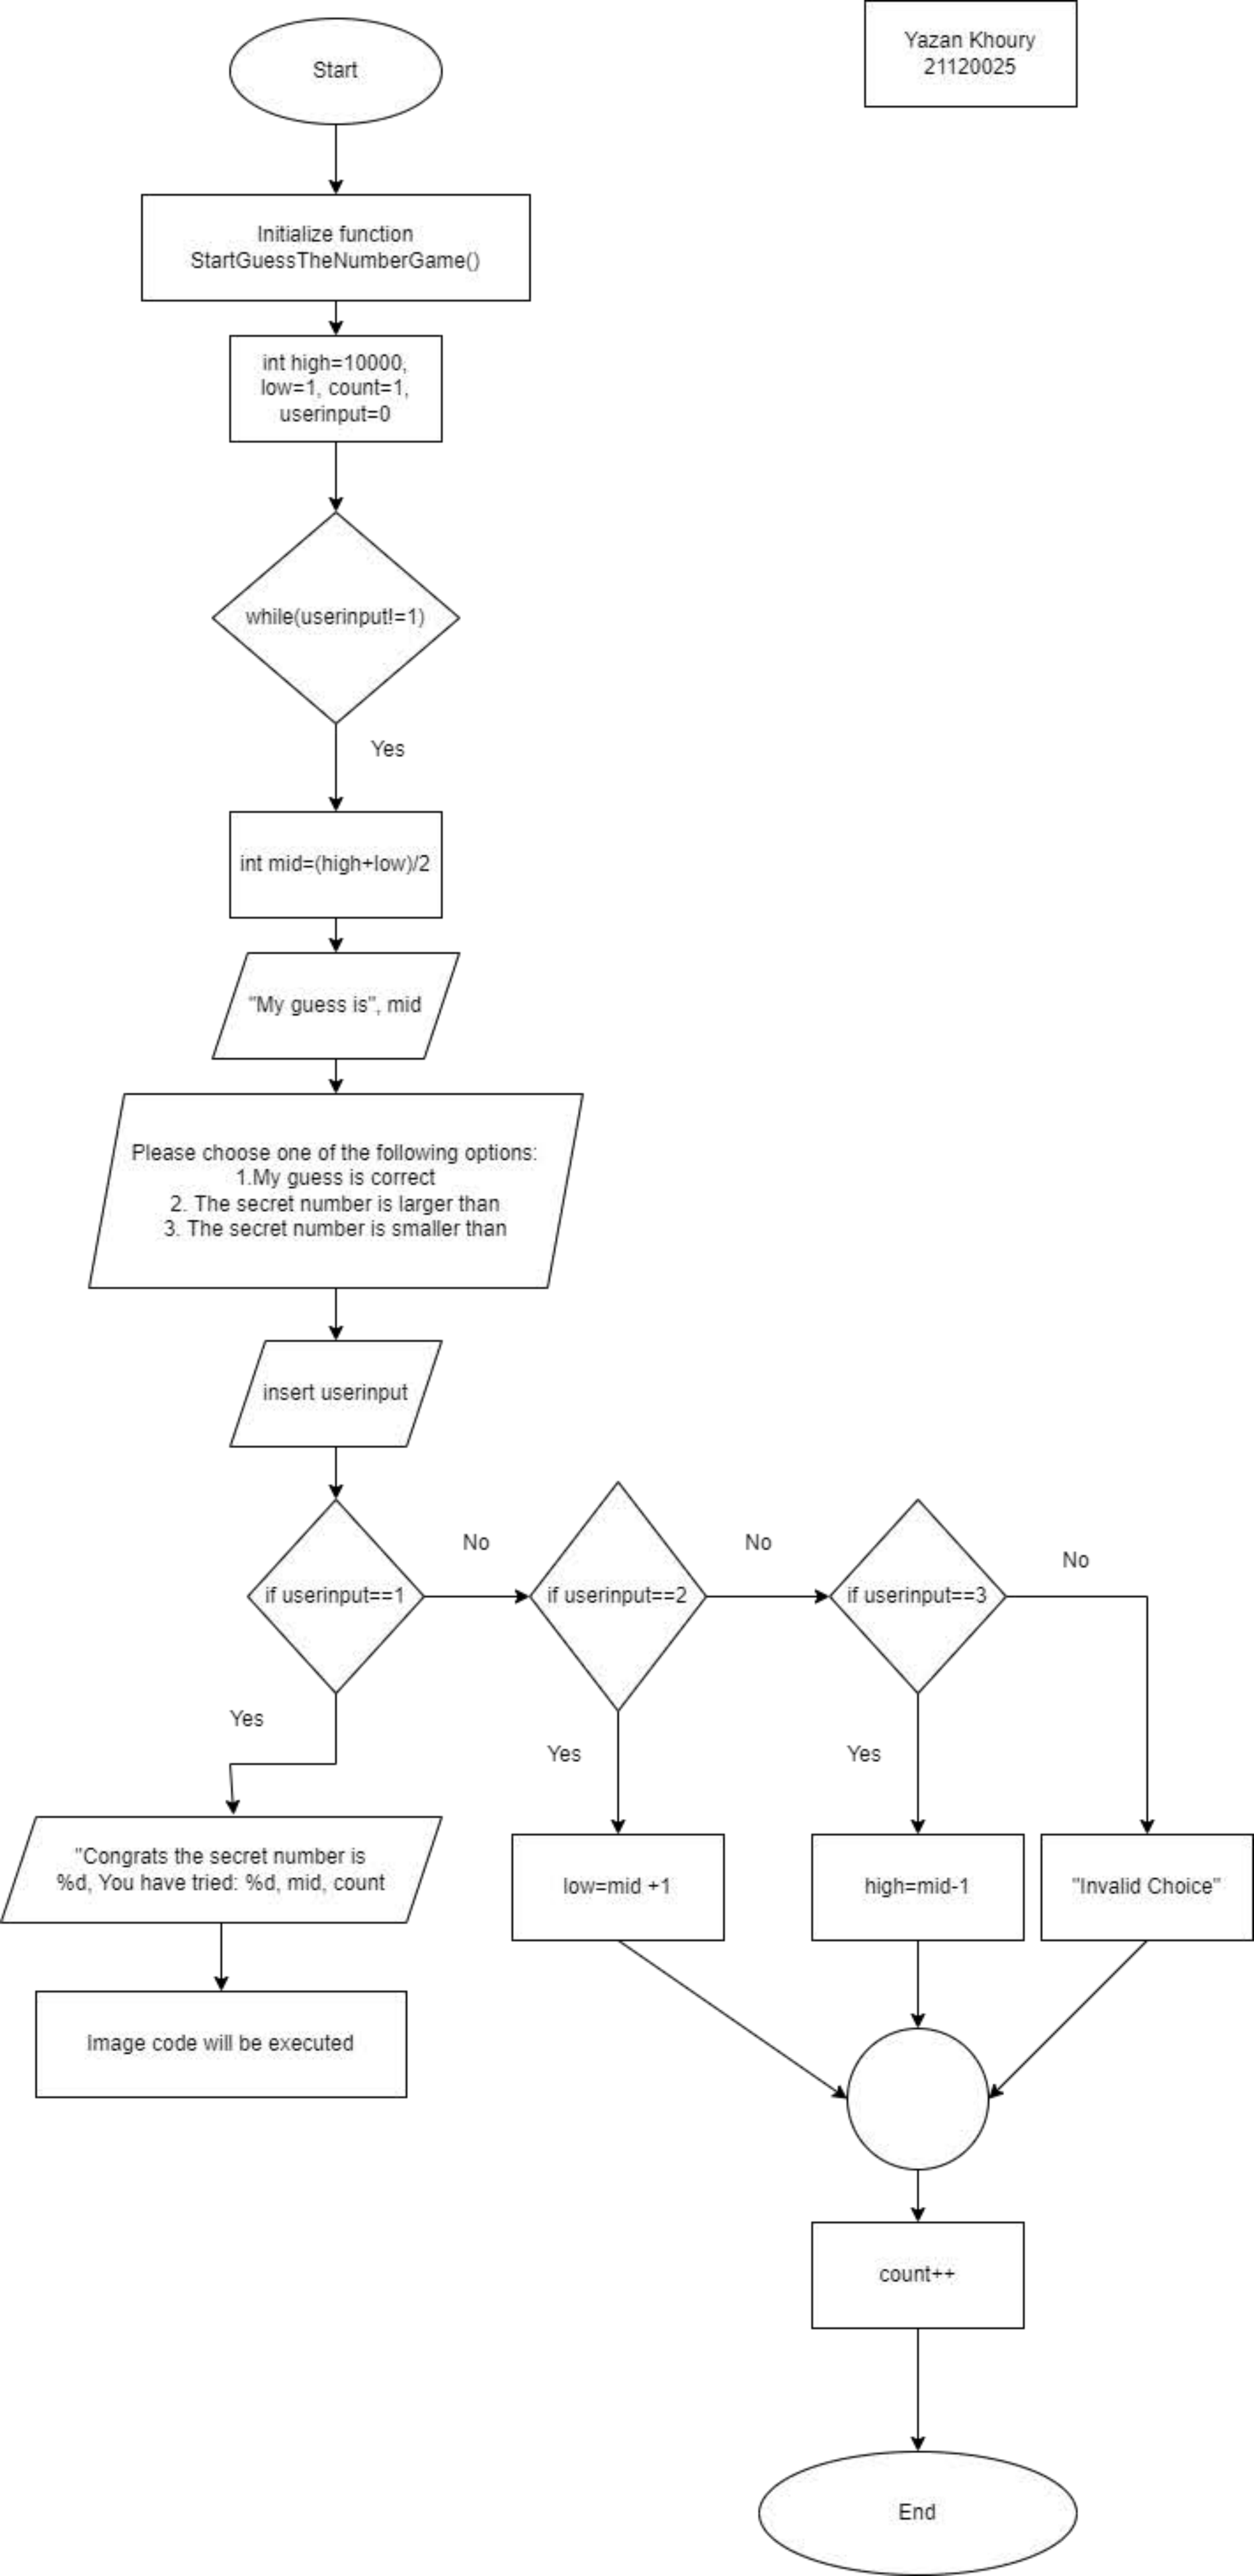 Start
Yazan Khoury
21120025
Initialize function
StartGuessTheNumberGame()
int high=10000,
low=1, count=1,
userinput=0
while(userinput!=1)
Yes
int mid=(high+low)/2
"My guess is", mid
Please choose one of the following options:
1.My guess is correct
2. The secret number is larger than
3. The secret number is smaller than
insert userinput
if userinput==1
No
if userinput==2
No
if userinput==3
No
Yes
Yes
Yes
"Congrats the secret number is
%d, You have tried: %d, mid, count
low=mid +1
high=mid-1
"Invalid Choice"
Image code will be executed
count++
End